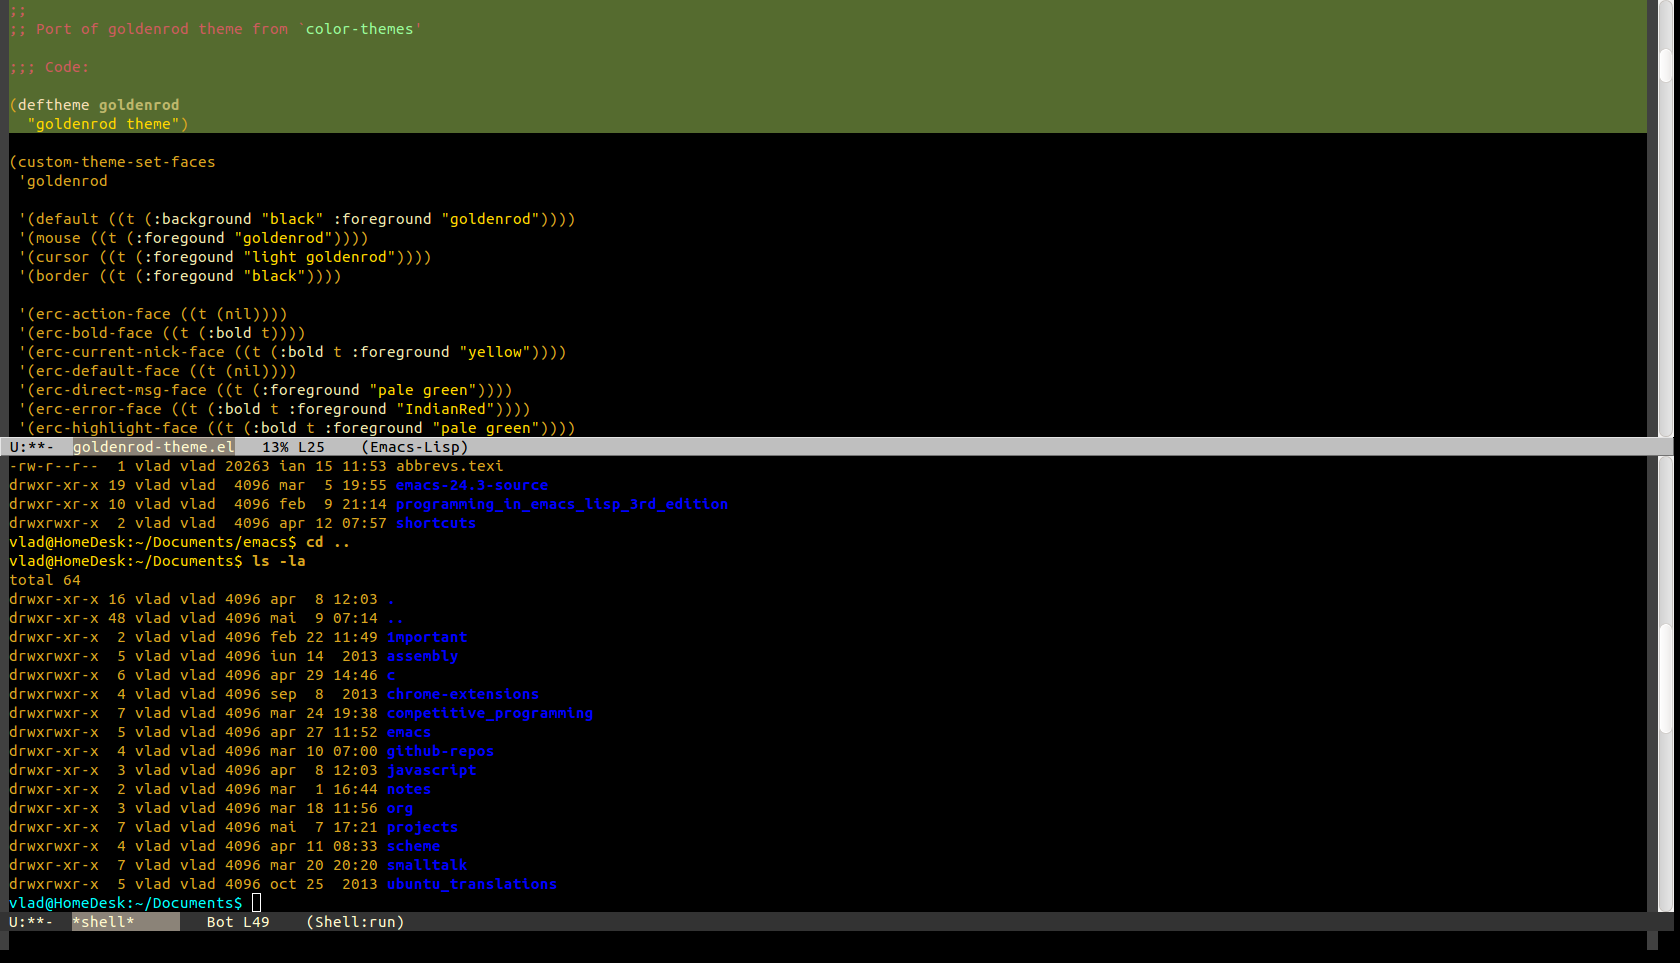 ;;
;; Port of goldenrod theme from `color-themes'
;;; Code:
(deftheme goldenrod
  "goldenrod theme")
(custom-theme-set-faces
 'goldenrod
 '(default ((t (:background "black" :foreground "goldenrod"))))
 '(mouse ((t (:foregound "goldenrod"))))
 '(cursor ((t (:foregound "light goldenrod"))))
 '(border ((t (:foregound "black"))))
 '(erc-action-face ((t (nil))))
 '(erc-bold-face ((t (:bold t))))
 '(erc-current-nick-face ((t (:bold t :foreground "yellow"))))
 '(erc-default-face ((t (nil))))
 '(erc-direct-msg-face ((t (:foreground "pale green"))))
 '(erc-error-face ((t (:bold t :foreground "IndianRed"))))
 '(erc-highlight-face ((t (:bold t :foreground "pale green"))))
U:**-  goldenrod-theme.el   13% L25    (Emacs-Lisp)
-rw-r--r--  1 vlad vlad 20263 ian 15 11:53 abbrevs.texi
drwxr-xr-x 19 vlad vlad  4096 mar  5 19:55 emacs-24.3-source
drwxr-xr-x 10 vlad vlad  4096 feb  9 21:14 programming_in_emacs_lisp_3rd_edition
drwxrwxr-x  2 vlad vlad  4096 apr 12 07:57 shortcuts
vlad@HomeDesk:~/Documents/emacs$ cd ..
vlad@HomeDesk:~/Documents$ ls -la
total 64
drwxr-xr-x 16 vlad vlad 4096 apr  8 12:03 .
drwxr-xr-x 48 vlad vlad 4096 mai  9 07:14 ..
drwxr-xr-x  2 vlad vlad 4096 feb 22 11:49 important
drwxrwxr-x  5 vlad vlad 4096 iun 14  2013 assembly
drwxrwxr-x  6 vlad vlad 4096 apr 29 14:46 c
drwxrwxr-x  4 vlad vlad 4096 sep  8  2013 chrome-extensions
drwxrwxr-x  7 vlad vlad 4096 mar 24 19:38 competitive_programming
drwxrwxr-x  5 vlad vlad 4096 apr 27 11:52 emacs
drwxr-xr-x  4 vlad vlad 4096 mar 10 07:00 github-repos
drwxr-xr-x  3 vlad vlad 4096 apr  8 12:03 javascript
drwxr-xr-x  2 vlad vlad 4096 mar  1 16:44 notes
drwxr-xr-x  3 vlad vlad 4096 mar 18 11:56 org
drwxr-xr-x  7 vlad vlad 4096 mai  7 17:21 projects
drwxrwxr-x  4 vlad vlad 4096 apr 11 08:33 scheme
drwxr-xr-x  7 vlad vlad 4096 mar 20 20:20 smalltalk
drwxrwxr-x  5 vlad vlad 4096 oct 25  2013 ubuntu_translations
vlad@HomeDesk:~/Documents$
U:**-  *shell*        Bot L49    (Shell:run)